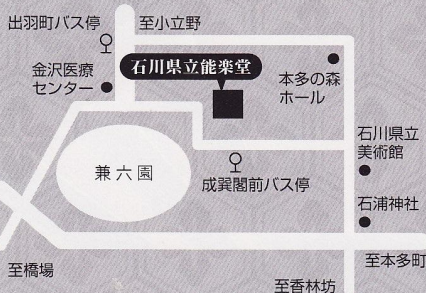 出羽町バス停
至小立野
金沢医療
センター
石川県立能楽堂
本多の森
ホール
石川県立
美術館
兼六園
成巽閣前バス停
石浦神社
至橋場
至本多町
至香林坊